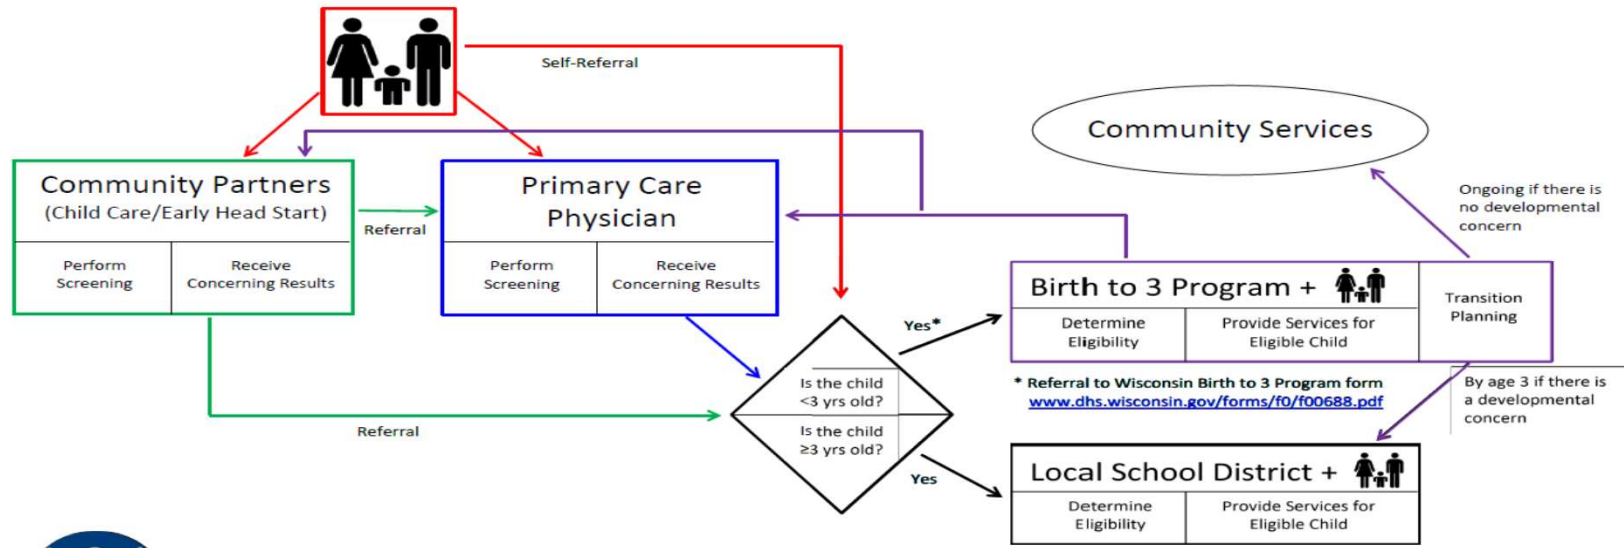 Self-Referral
Community Services
Community Partners
(Child Care/Early Head Start)
Perform
Screening
Receive
Concerning Results
Referral
Primary Care
Physician
Perform
Screening
Receive
Concerning Results
Referral
Is the child
<3 yrs old?
Is the child
≥3 yrs old?
Yes*
Yes
Birth to 3 Program +
Determine
Eligibility
Provide Services for
Eligible Child
Transition
Planning
Ongoing if there is
no developmental
concern
* Referral to Wisconsin Birth to 3 Program form
www.dhs.wisconsin.gov/forms/f0/f00688.pdf
By age 3 if there is
a developmental
concern
Local School District +
Determine
Eligibility
Provide Services for
Eligible Child